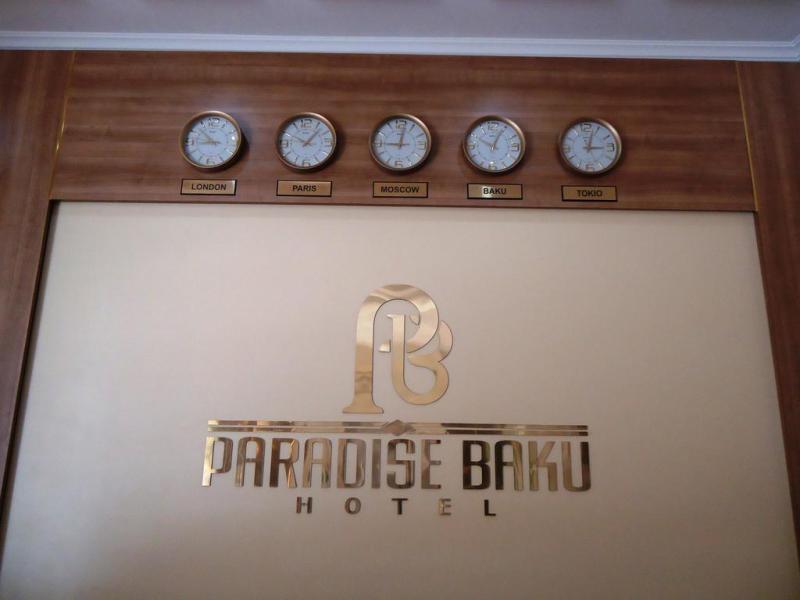 LONDON PARIS MOSCOW BAKU TOKIO
PB
PARADISE BAKU
HOTEL